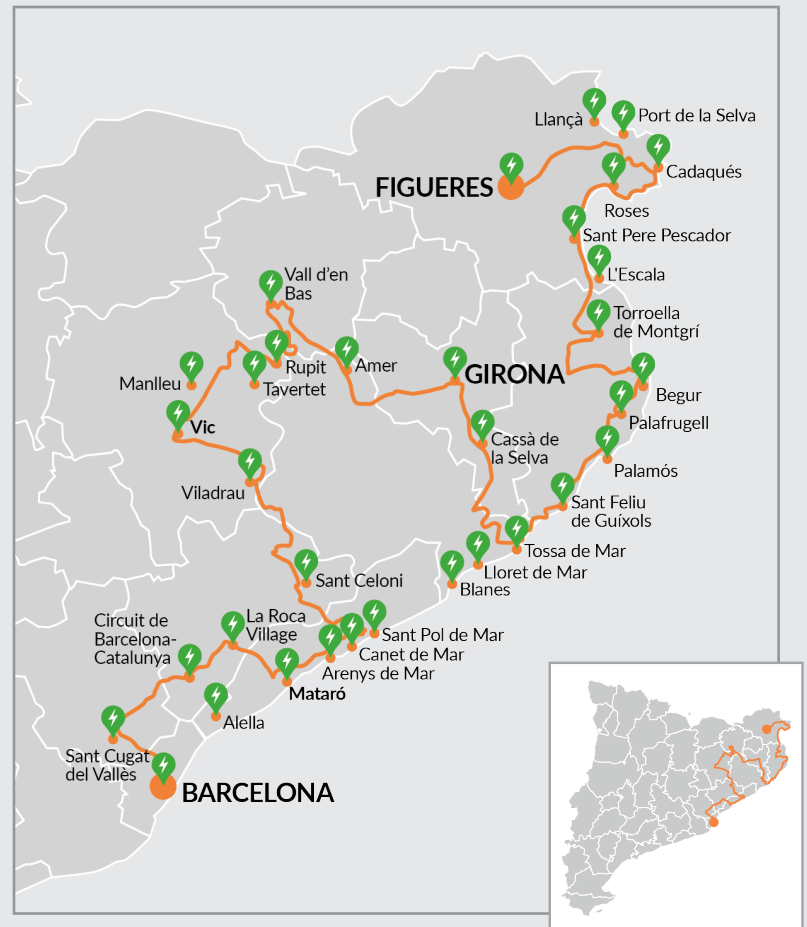 Llançà
Port de la Selva
Cadaqués
FIGUERES
Roses
Sant Pere Pescador
L'Escala
Vall d'en
Bas
Torroella
de Montgrí
Rupit
Amer
GIRONA
Manlleu
Tavertet
Begur
Palafrugell
Vic
Cassà de
la Selva
Palamós
Viladrau
Sant Feliu
de Guíxols
Tossa de Mar
Lloret de Mar
Blanes
Sant Celoni
Circuit de
Barcelona-
Catalunya
La Roca
Village
Sant Pol de Mar
Canet de Mar
Arenys de Mar
Mataró
Alella
Sant Cugat
del Vallès
BARCELONA